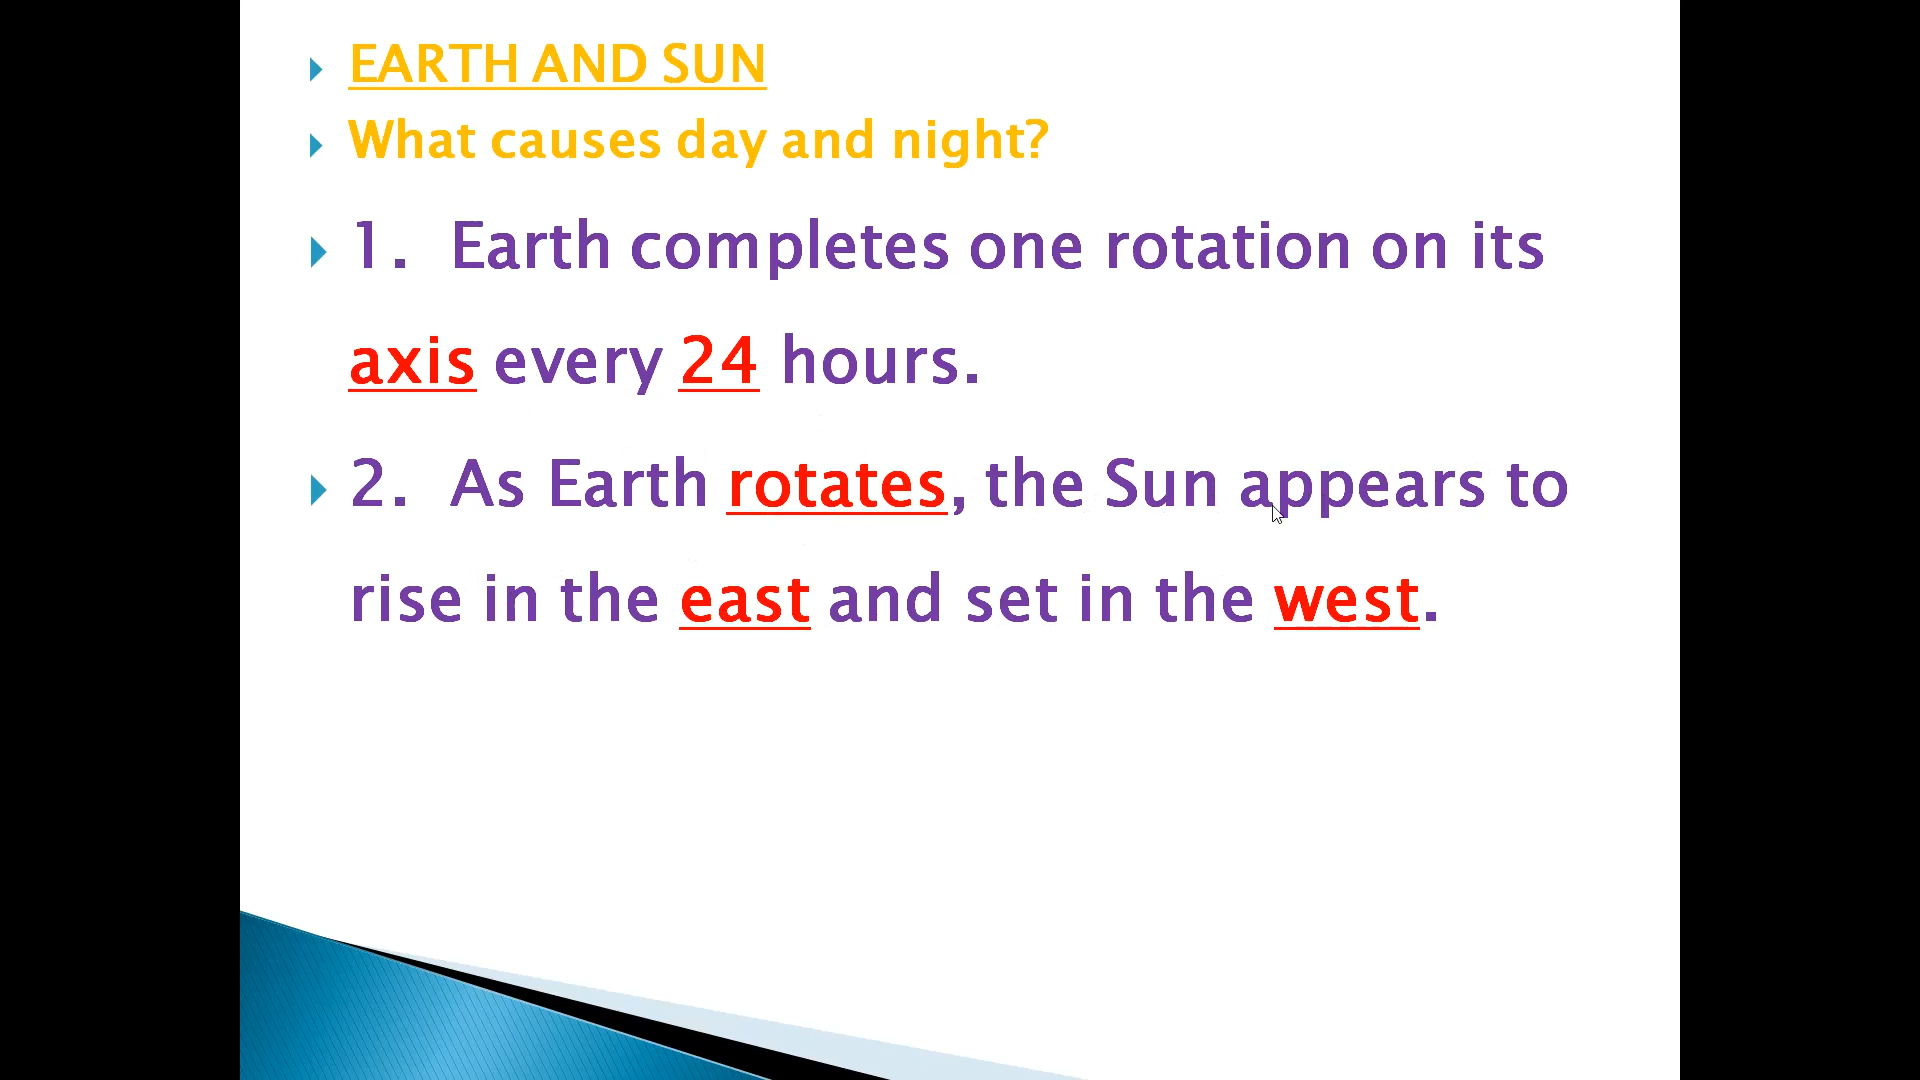 EARTH AND SUN
What causes day and night?
1. Earth completes one rotation on its
axis every 24 hours.
2. As Earth rotates, the Sun appears to
rise in the east and set in the west.